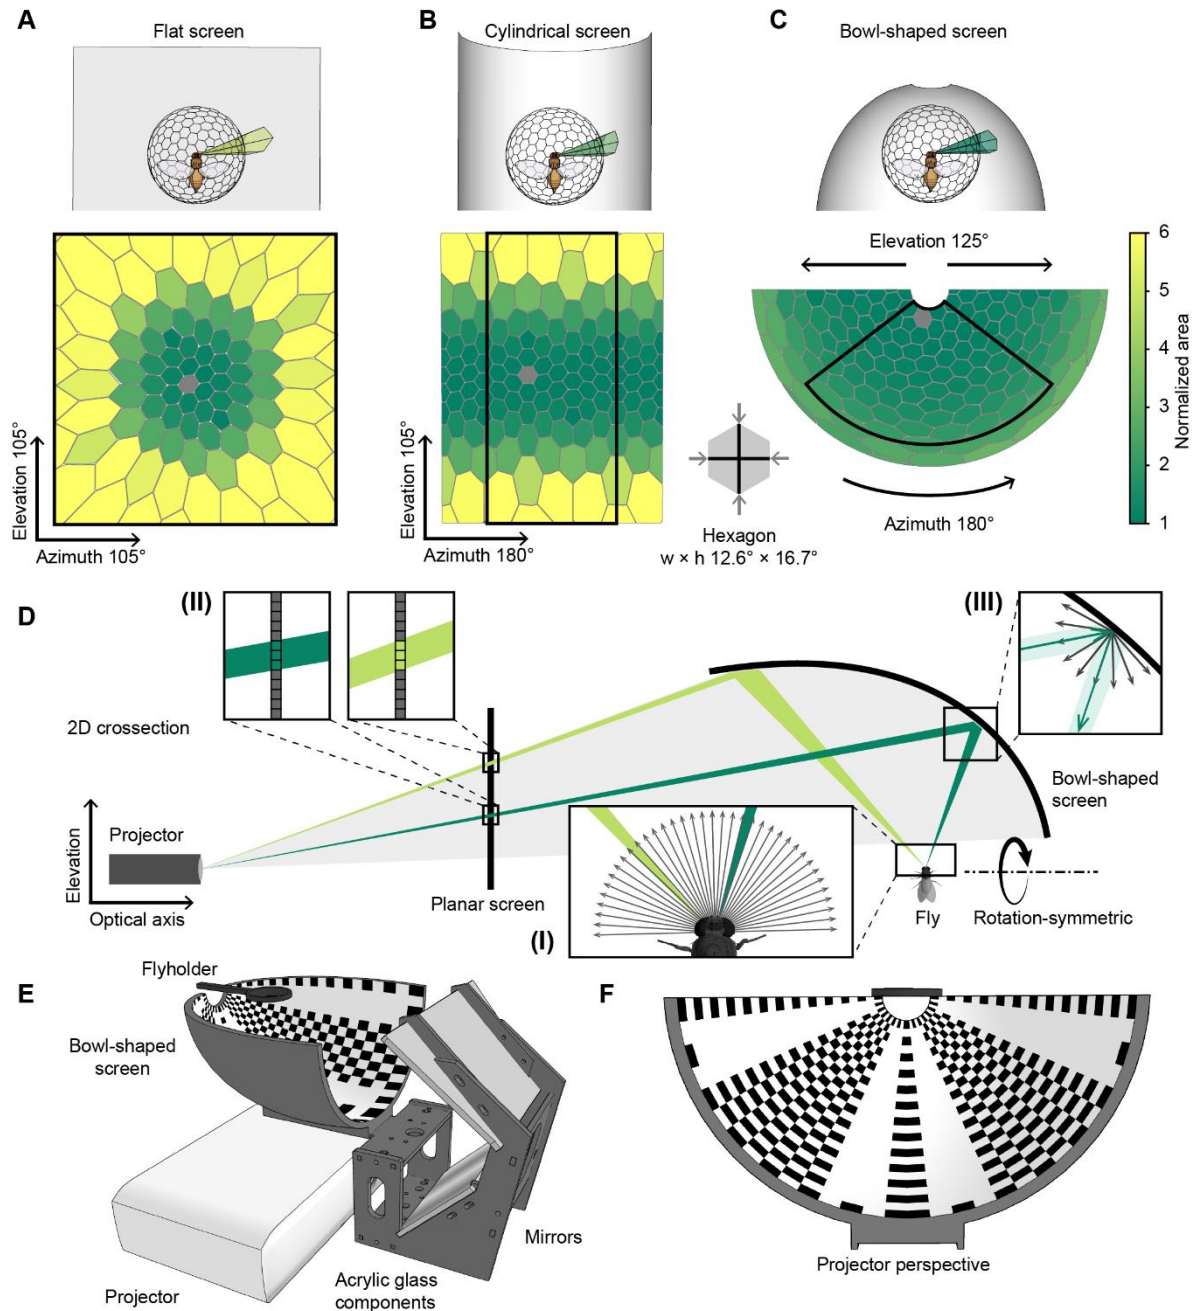 A
Flat screen
B
Cylindrical screen
C
Bowl-shaped screen
Elevation 105°
Azimuth 105°
Elevation 105°
Azimuth 180°
Hexagon
w × h 12.6° × 16.7°
Elevation 125°
Azimuth 180°
6
5
4
3
2
1
Normalized area
D
(II)
(III)
2D crossection
Elevation
Projector
Optical axis
Planar screen
(I)
Bowl-shaped
screen
Fly
Rotation-symmetric
E
Flyholder
Bowl-shaped
screen
Projector
Acrylic glass
components
Mirrors
F
Projector perspective